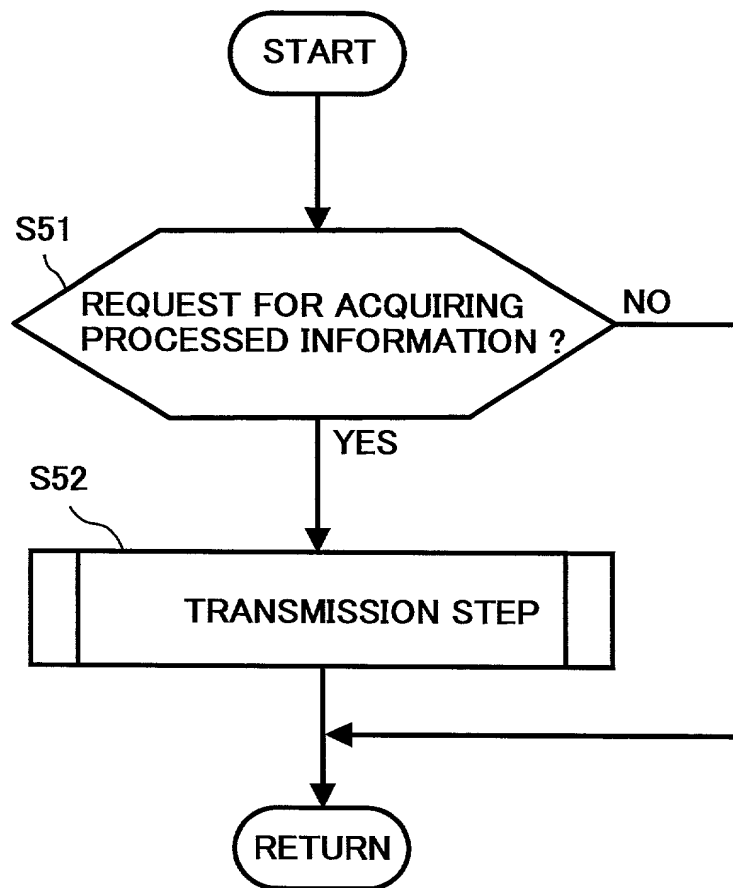 START
S51
REQUEST FOR ACQUIRING
PROCESSED INFORMATION ?
NO
YES
S52
TRANSMISSION STEP
RETURN